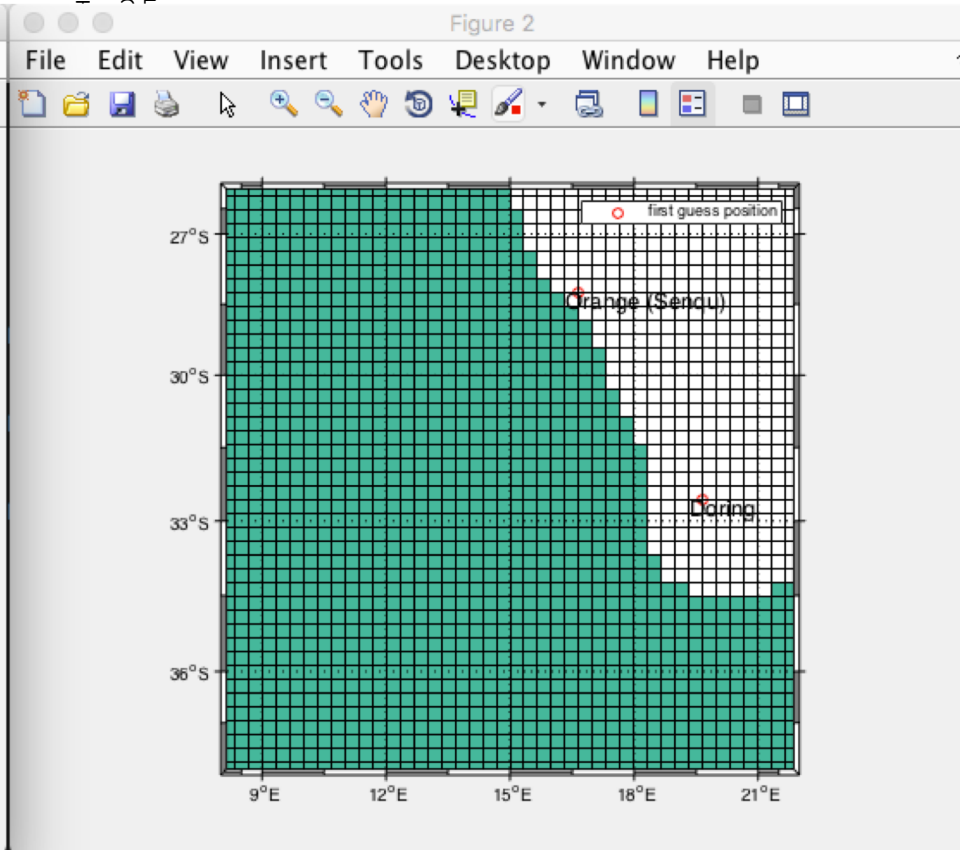 Figure 2
File Edit View Insert Tools Desktop Window Help
first guess position
27°S
Orange (Senqu)
30°S
Doring
33°S
36°S
9°E 12°E 15°E 18°E 21°E